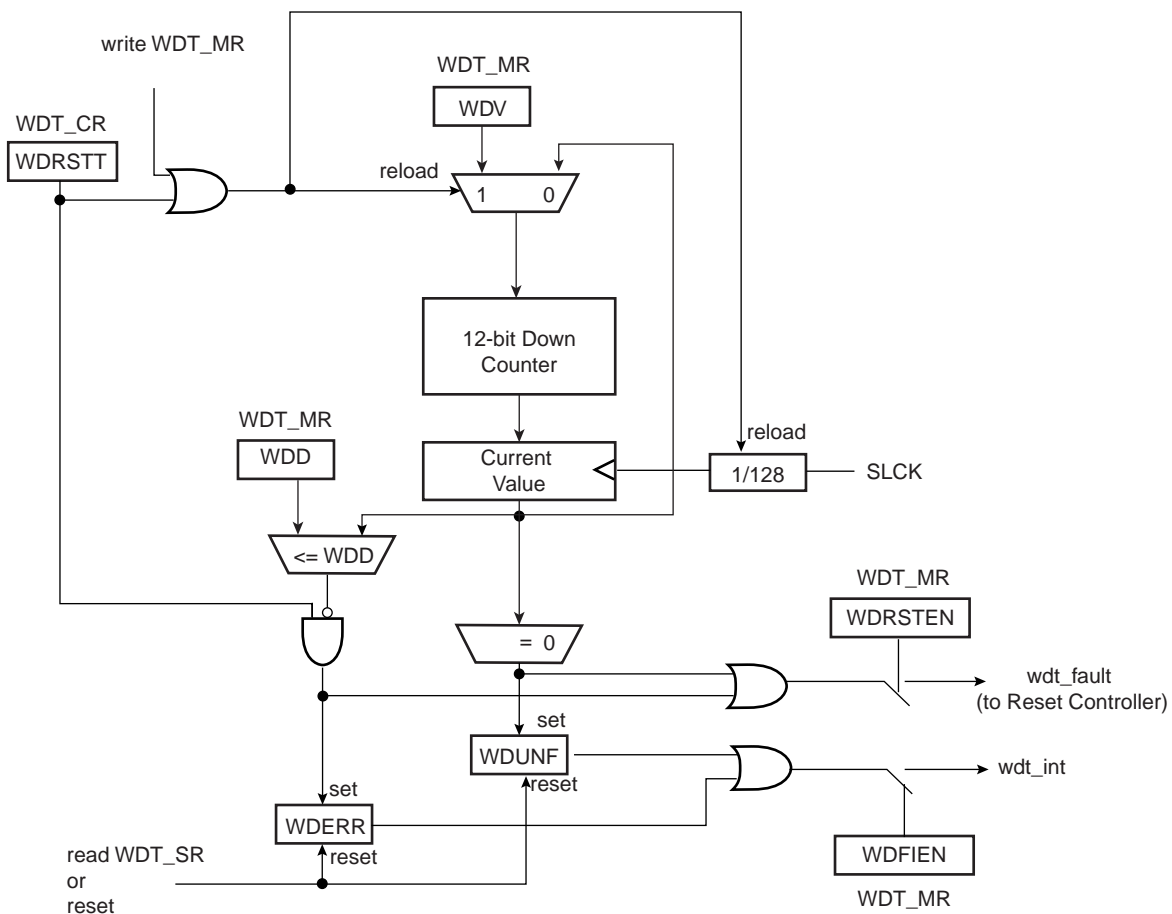 write WDT_MR
WDT_MR
WDV
WDT_CR
WDRSTT
reload
1 0
12-bit Down
Counter
WDT_MR
WDD
Current
Value
reload
1/128
SLCK
<= WDD
= 0
WDT_MR
WDRSTEN
wdt_fault
(to Reset Controller)
set
WDUNF
reset
wdt_int
set
WDERR
reset
read WDT_SR
or
reset
WDFIEN
WDT_MR